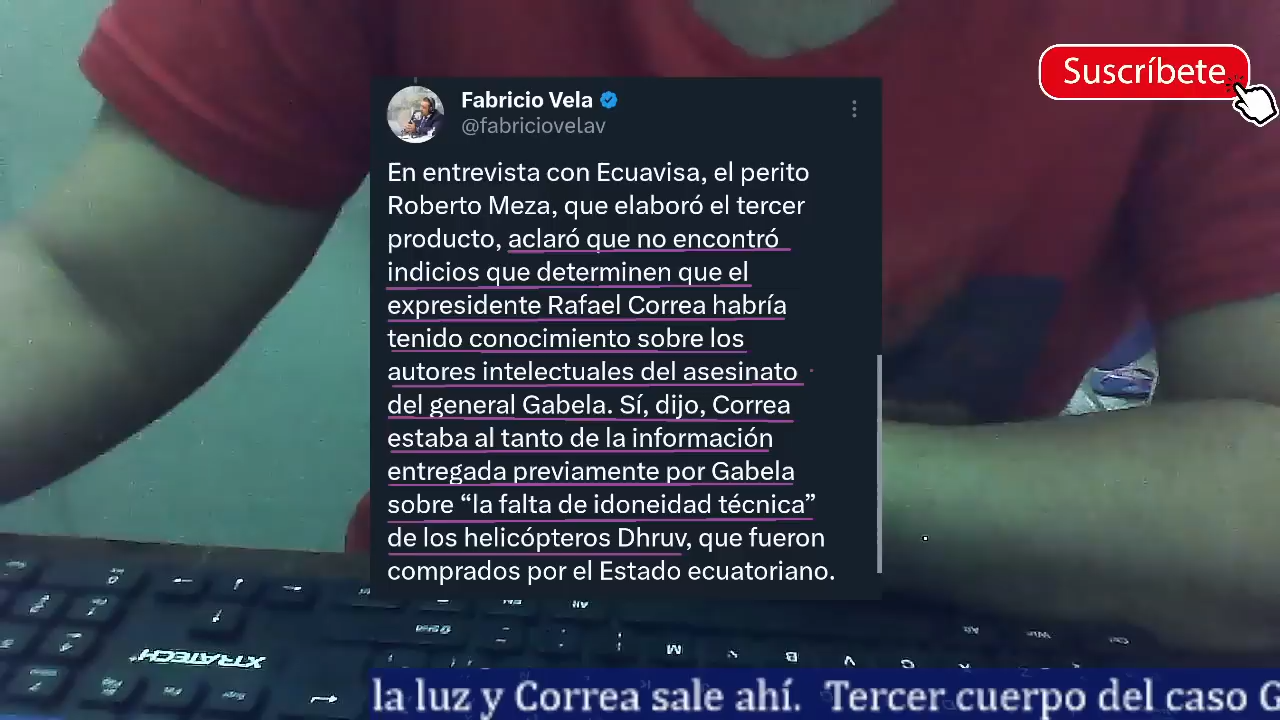 Suscríbete
Fabricio Vela
@fabriciovelav
En entrevista con Ecuavisa, el perito
Roberto Meza, que elaboró el tercer
producto, aclaró que no encontró
indicios que determinen que el
expresidente Rafael Correa habría
tenido conocimiento sobre los
autores intelectuales del asesinato
del general Gabela. Sí, dijo, Correa
estaba al tanto de la información
entregada previamente por Gabela
sobre “la falta de idoneidad técnica”
de los helicópteros Dhruv, que fueron
comprados por el Estado ecuatoriano.
XTRATECH
la luz y Correa sale ahí. Tercer cuerpo del caso G